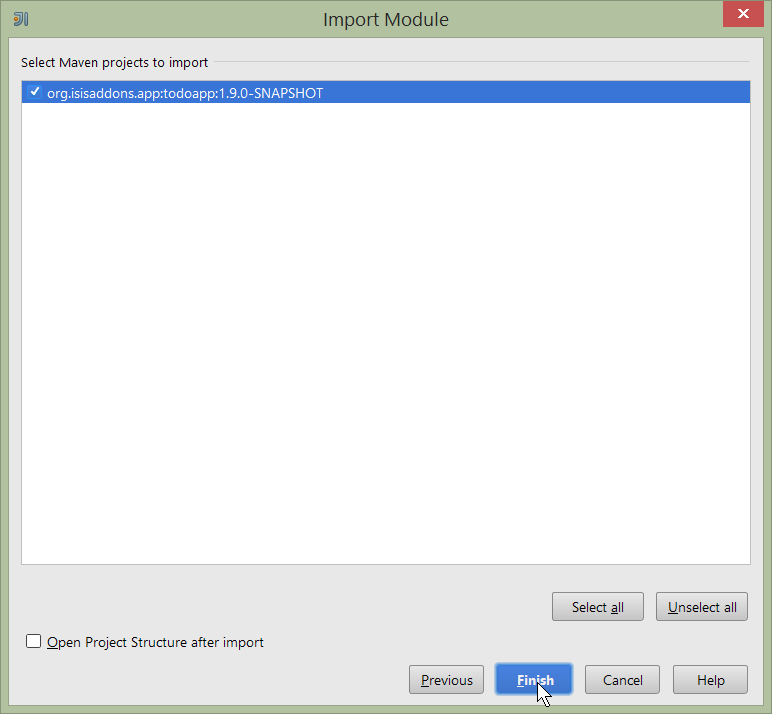 Import Module
Select Maven projects to import
org.isisaddons.app:todoapp:1.9.0-SNAPSHOT
Select all Unselect all
Open Project Structure after import
Previous Finish Cancel Help